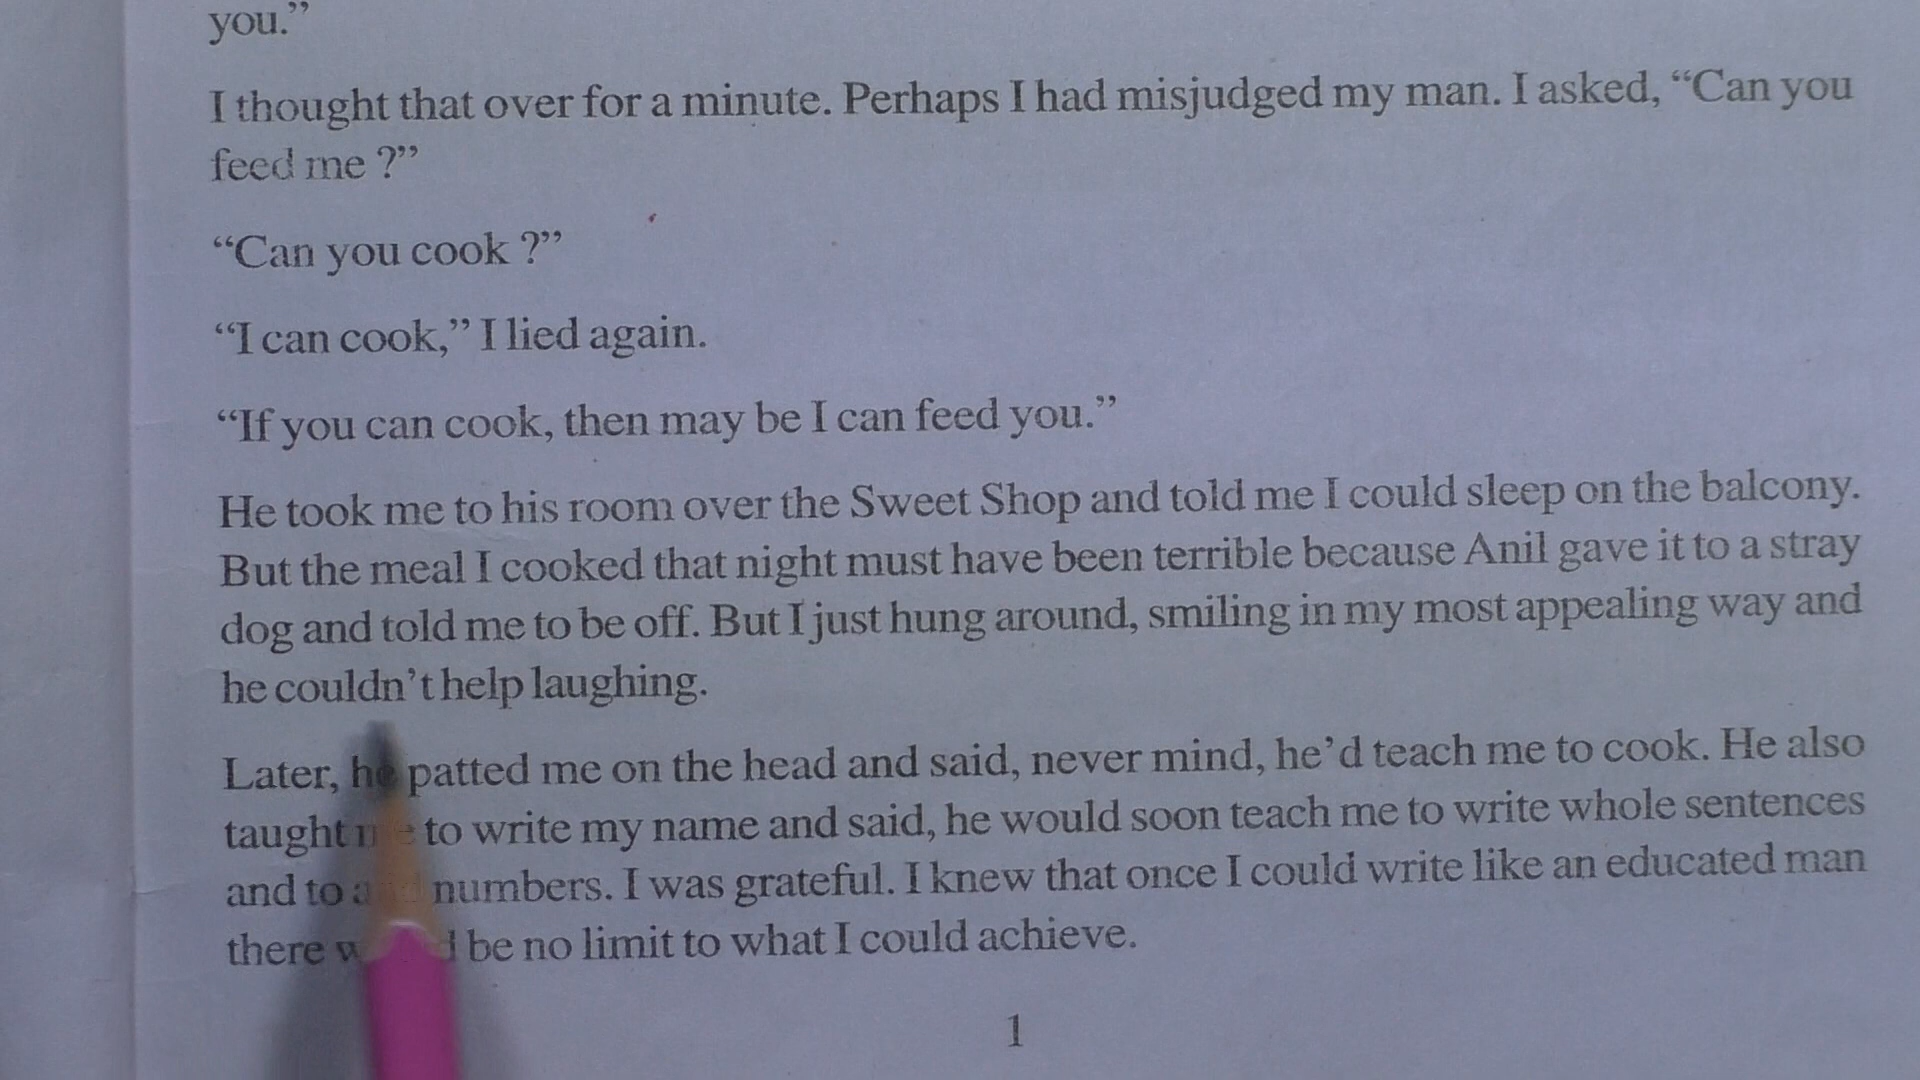 you.”
I thought that over for a minute. Perhaps I had misjudged my man. I asked, “Can you
feed me ?”
“Can you cook ?”
“I can cook,” I lied again.
“If you can cook, then may be I can feed you.”
He took me to his room over the Sweet Shop and told me I could sleep on the balcony.
But the meal I cooked that night must have been terrible because Anil gave it to a stray
dog and told me to be off. But I just hung around, smiling in my most appealing way and
he couldn’t help laughing.
Later, he patted me on the head and said, never mind, he’d teach me to cook. He also
taught me to write my name and said, he would soon teach me to write whole sentences
and to numbers. I was grateful. I knew that once I could write like an educated man
there be no limit to what I could achieve.
1